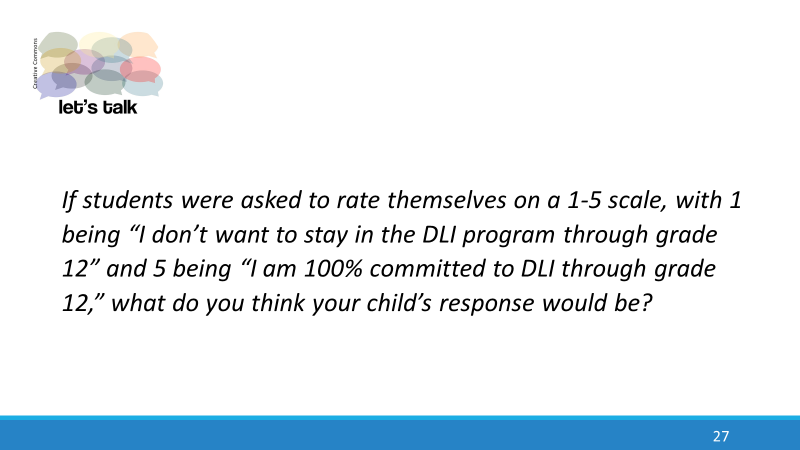 Creative Commons
let's talk
If students were asked to rate themselves on a 1-5 scale, with 1
being “I don’t want to stay in the DLI program through grade
12” and 5 being “I am 100% committed to DLI through grade
12,” what do you think your child’s response would be?
27